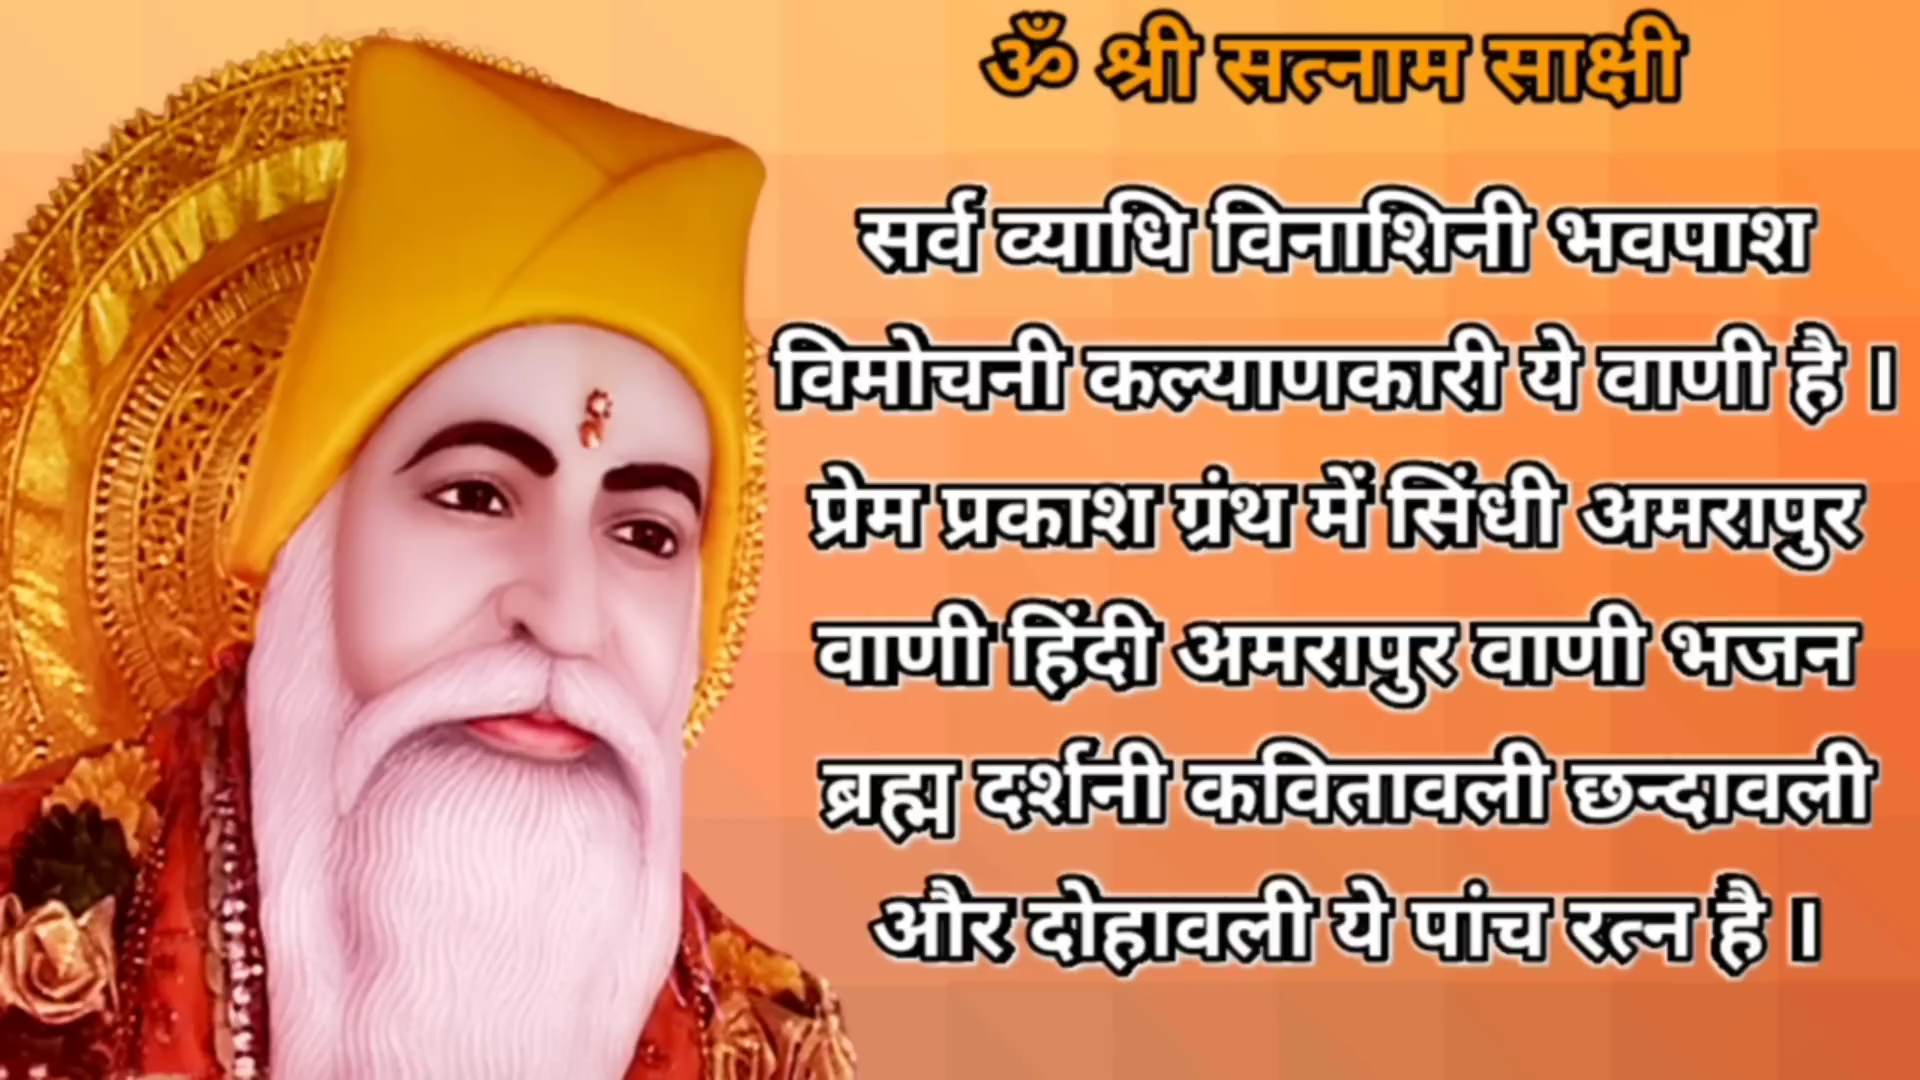 ॐ श्री सत्नाम साक्षी
सर्व व्याधि विनाशिनी भवपाश
विमोचनी कल्याणकारी ये वाणी है ।
प्रेम प्रकाश ग्रंथ में सिंधी अमरापुर
वाणी हिंदी अमरापुर वाणी भजन
ब्रह्म दर्शनी कवितावली छन्दावली
और दोहावली ये पांच रत्न है ।